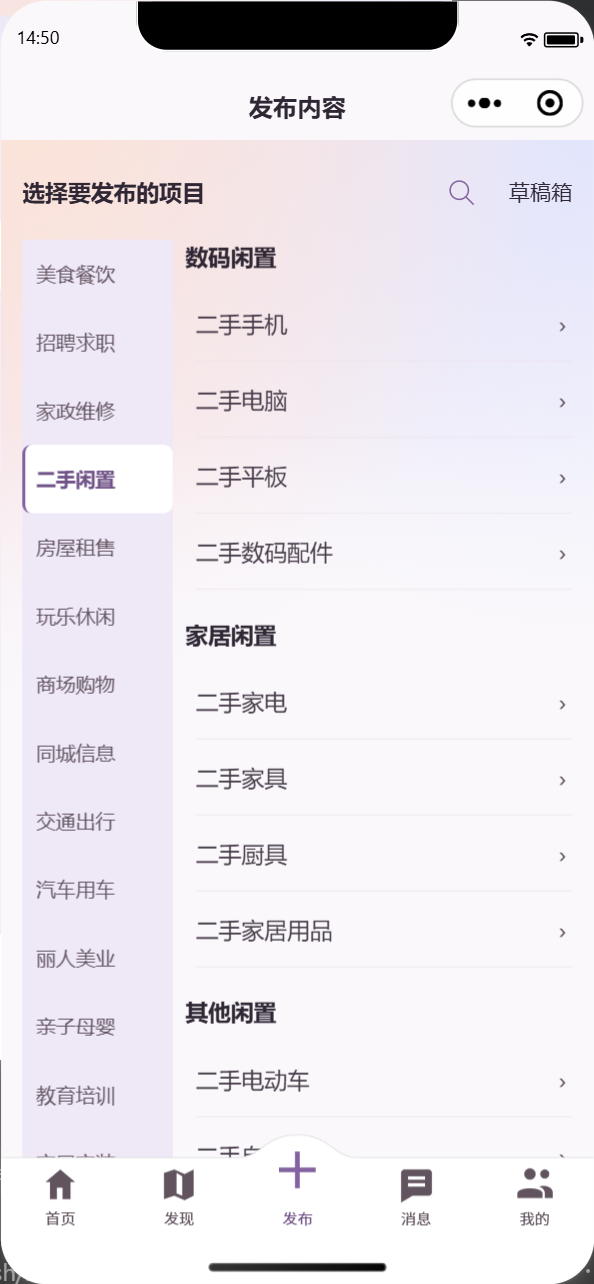 14:50
发布内容
选择要发布的项目
草稿箱
美食餐饮
招聘求职
家政维修
二手闲置
房屋租售
玩乐休闲
商场购物
同城信息
交通出行
汽车用车
丽人美业
亲子母婴
教育培训
数码闲置
二手手机
二手电脑
二手平板
二手数码配件
家居闲置
二手家电
二手家具
二手厨具
二手家居用品
其他闲置
二手电动车
首页
发现
发布
消息
我的